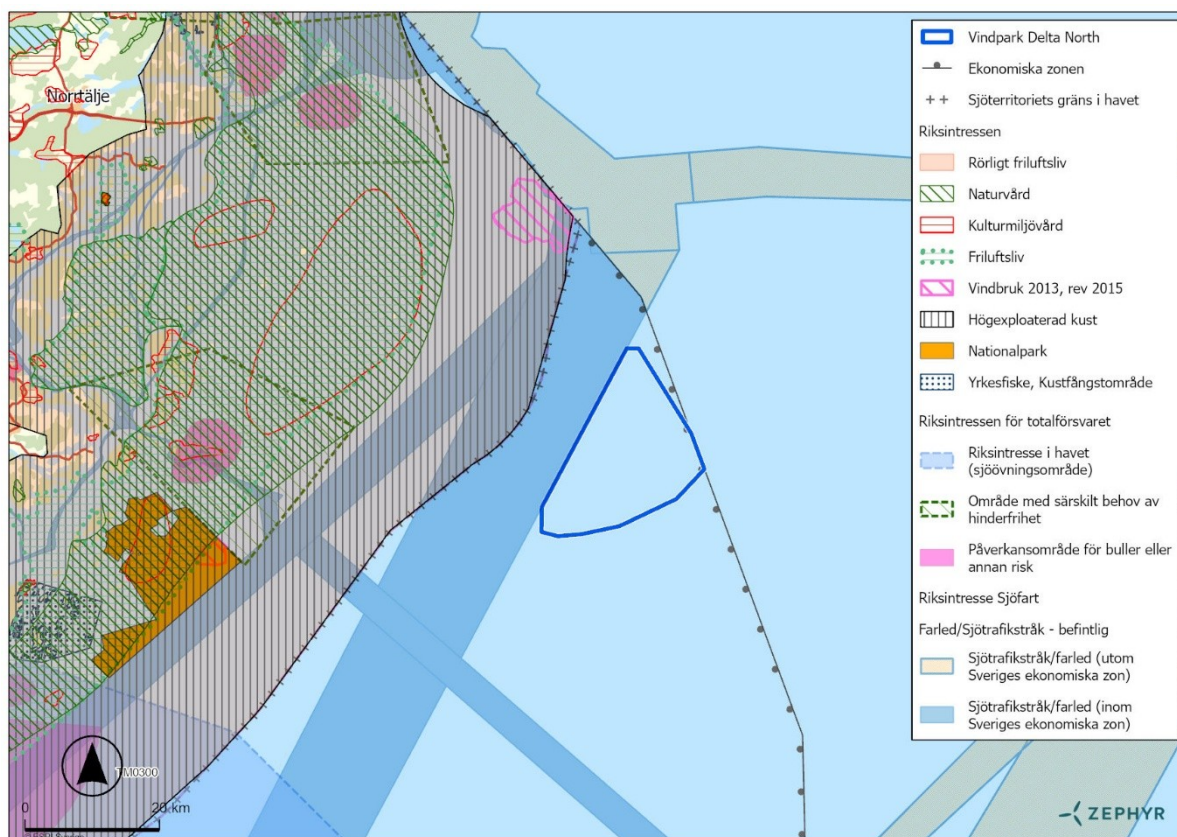 Norrtälje
Vindpark Delta North
Ekonomiska zonen
Sjöterritoriets gräns i havet
Riksintressen
Rörligt friluftsliv
Naturvård
Kulturmiljövård
Friluftsliv
Vindbruk 2013, rev 2015
Högexploaterad kust
Nationalpark
Yrkesfiske, Kustfångstområde
Riksintressen för totalförsvaret
Riksintresse i havet
(sjöövningsområde)
Område med särskilt behov av
hinderfrihet
Påverkansområde för buller eller
annan risk
Riksintresse Sjöfart
Farled/Sjötrafikstråk - befintlig
Sjötrafikstråk/farled (utom
Sveriges ekonomiska zon)
Sjötrafikstråk/farled (inom
Sveriges ekonomiska zon)
TM0300
0 20 km
ZEPHYR